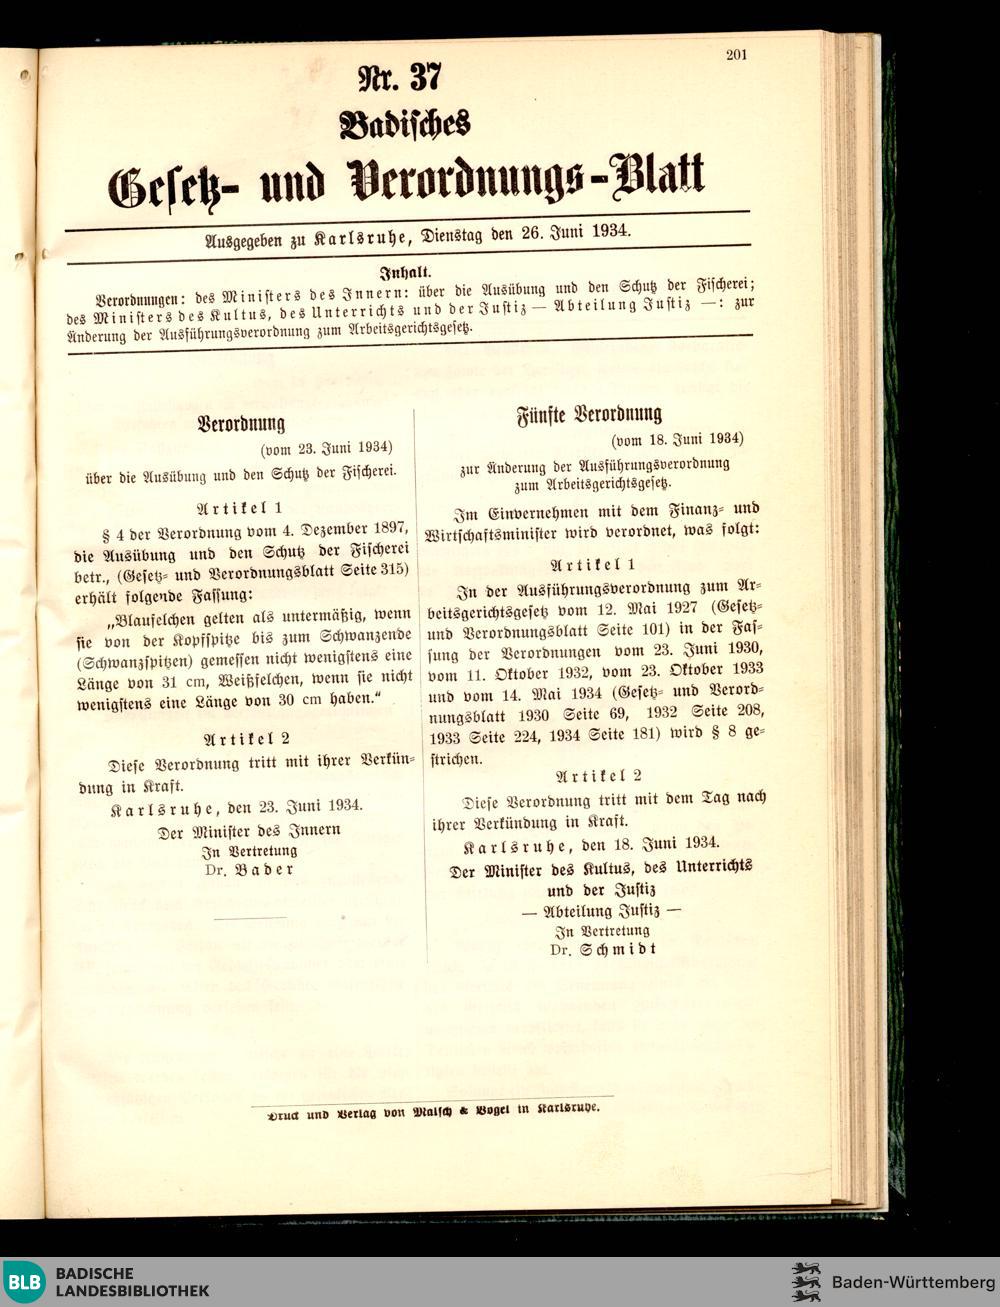 201
Nr. 37
Badisches
Gesetz- und Verordnungs-Blatt
Ausgegeben zu Karlsruhe, Dienstag den 26. Juni 1934.
Inhalt.
Verordnungen: des Ministers des Innern: über die Ausübung und den Schutz der Fischerei;
des Ministers des Kultus, des Unterrichts und der Justiz — Abteilung Justiz —: zur
Änderung der Ausführungsverordnung zum Arbeitsgerichtsgesetz.
Verordnung
(vom 23. Juni 1934)
über die Ausübung und den Schutz der Fischerei.
Artikel 1
§ 4 der Verordnung vom 4. Dezember 1897,
die Ausübung und den Schutz der Fischerei
betr., (Gesetz- und Verordnungsblatt Seite 315)
erhält folgende Fassung:
„Blaufelchen gelten als untermäßig, wenn
sie von der Kopfspitze bis zum Schwanzende
(Schwanzspitzen) gemessen nicht wenigstens eine
Länge von 31 cm, Weißfelchen, wenn sie nicht
wenigstens eine Länge von 30 cm haben.“
Artikel 2
Diese Verordnung tritt mit ihrer Verkün-
dung in Kraft.
Karlsruhe, den 23. Juni 1934.
Der Minister des Innern
In Vertretung
Dr. Bader
Fünfte Verordnung
(vom 18. Juni 1934)
zur Änderung der Ausführungsverordnung
zum Arbeitsgerichtsgesetz.
Im Einvernehmen mit dem Finanz- und
Wirtschaftsminister wird verordnet, was folgt:
Artikel 1
In der Ausführungsverordnung zum Ar-
beitsgerichtsgesetz vom 12. Mai 1927 (Gesetz-
und Verordnungsblatt Seite 101) in der Fas-
sung der Verordnungen vom 23. Juni 1930,
vom 11. Oktober 1932, vom 23. Oktober 1933
und vom 14. Mai 1934 (Gesetz- und Verord-
nungsblatt 1930 Seite 69, 1932 Seite 208,
1933 Seite 224, 1934 Seite 181) wird § 8 ge-
strichen.
Artikel 2
Diese Verordnung tritt mit dem Tag nach
ihrer Verkündung in Kraft.
Karlsruhe, den 18. Juni 1934.
Der Minister des Kultus, des Unterrichts
und der Justiz
— Abteilung Justiz —
In Vertretung
Dr. Schmidt
Druck und Verlag von Malsch & Vogel in Karlsruhe.
BLB BADISCHE
LANDESBIBLIOTHEK
Baden-Württemberg